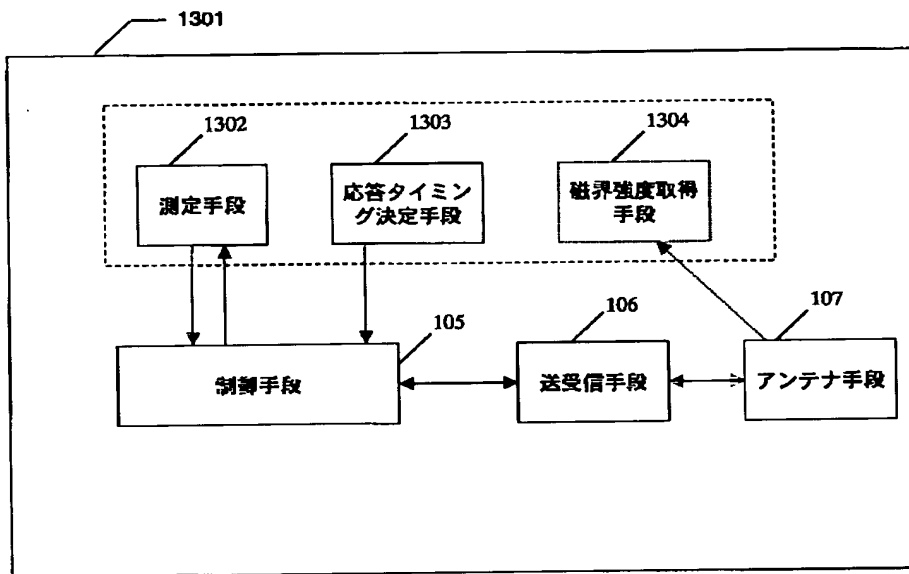 1301
1302
1303
1304
測定手段
応答タイミン
グ決定手段
磁界強度取得
手段
105
106
107
制御手段
送受信手段
アンテナ手段